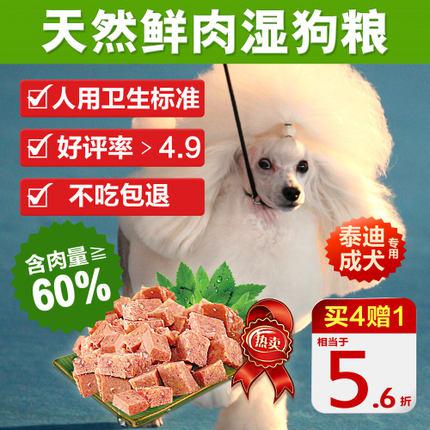 天然鲜肉湿狗粮
人用卫生标准
好评率>4.9
不吃包退
含肉量≧
60%
泰迪
成犬
专用
热卖
买4赠1
相当于
5.6折